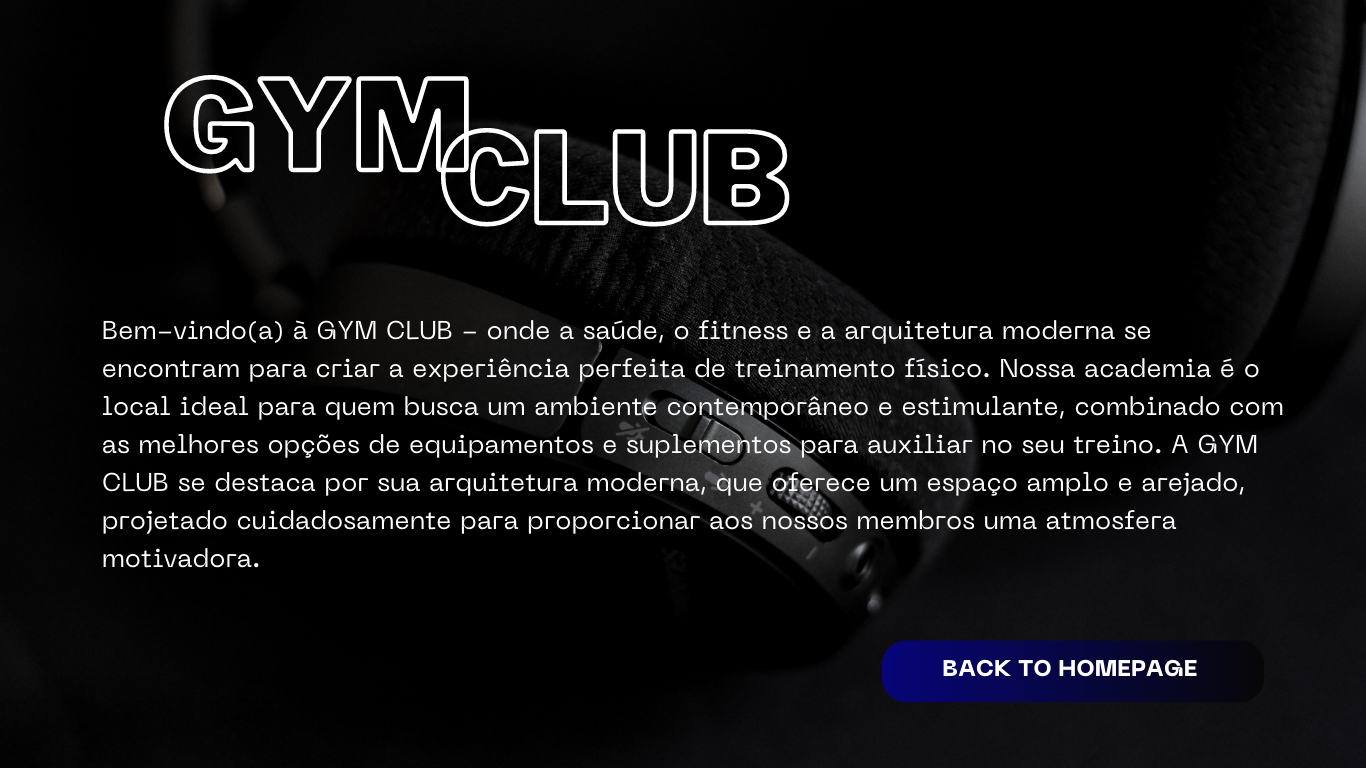 GYM
CLUB
Bem-vindo(a) à GYM CLUB - onde a saúde, o fitness e a arquitetura moderna se
encontram para criar a experiência perfeita de treinamento físico. Nossa academia é o
local ideal para quem busca um ambiente contemporâneo e estimulante, combinado com
as melhores opções de equipamentos e suplementos para auxiliar no seu treino. A GYM
CLUB se destaca por sua arquitetura moderna, que oferece um espaço amplo e arejado,
projetado cuidadosamente para proporcionar aos nossos membros uma atmosfera
motivadora.
BACK TO HOMEPAGE